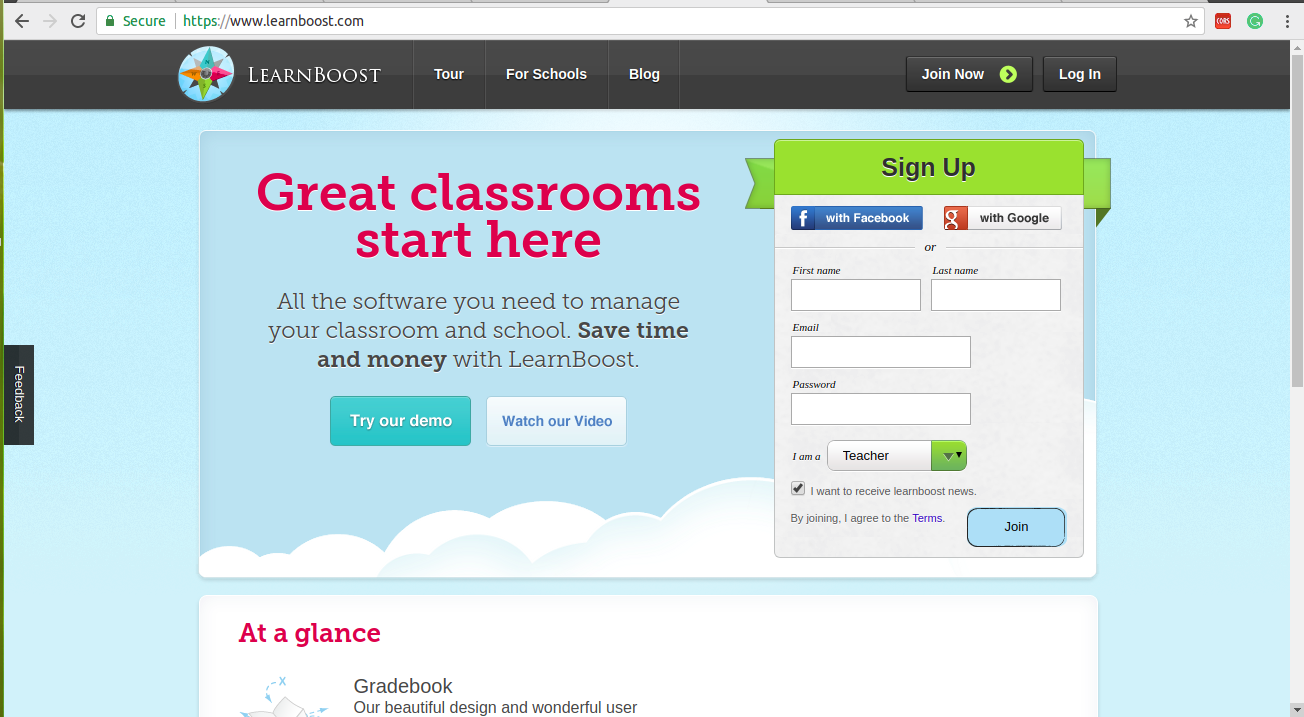 Secure https://www.learnboost.com
CORS
LEARNBOOST
Tour
For Schools
Blog
Join Now
Log In
Great classrooms
start here
All the software you need to manage
your classroom and school. Save time
and money with LearnBoost.
Try our demo
Watch our Video
Feedback
Sign Up
f with Facebook
g with Google
or
First name
Last name
Email
Password
I am a Teacher
I want to receive learnboost news.
By joining, I agree to the Terms.
Join
At a glance
X
Gradebook
Our beautiful design and wonderful user